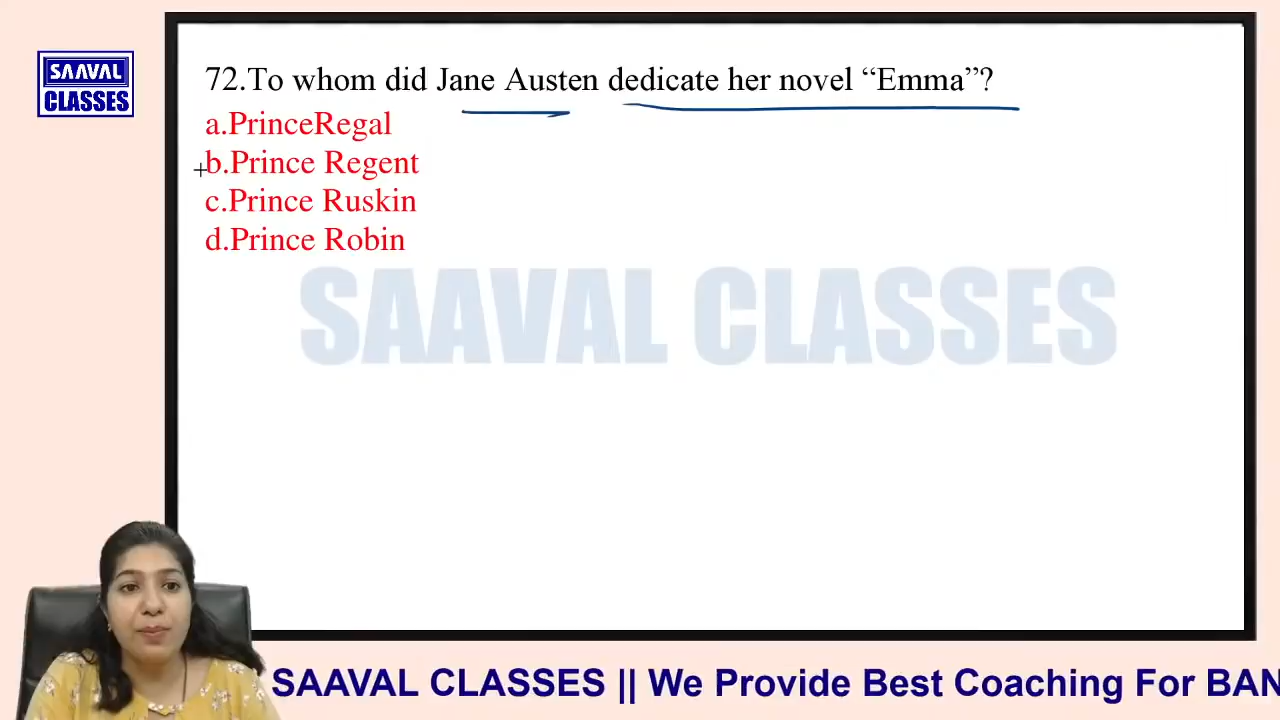 SAAVAL
CLASSES
72.To whom did Jane Austen dedicate her novel “Emma”?
a.PrinceRegal
b.Prince Regent
c.Prince Ruskin
d.Prince Robin
SAAVAL CLASSES
SAAVAL CLASSES || We Provide Best Coaching For BAN